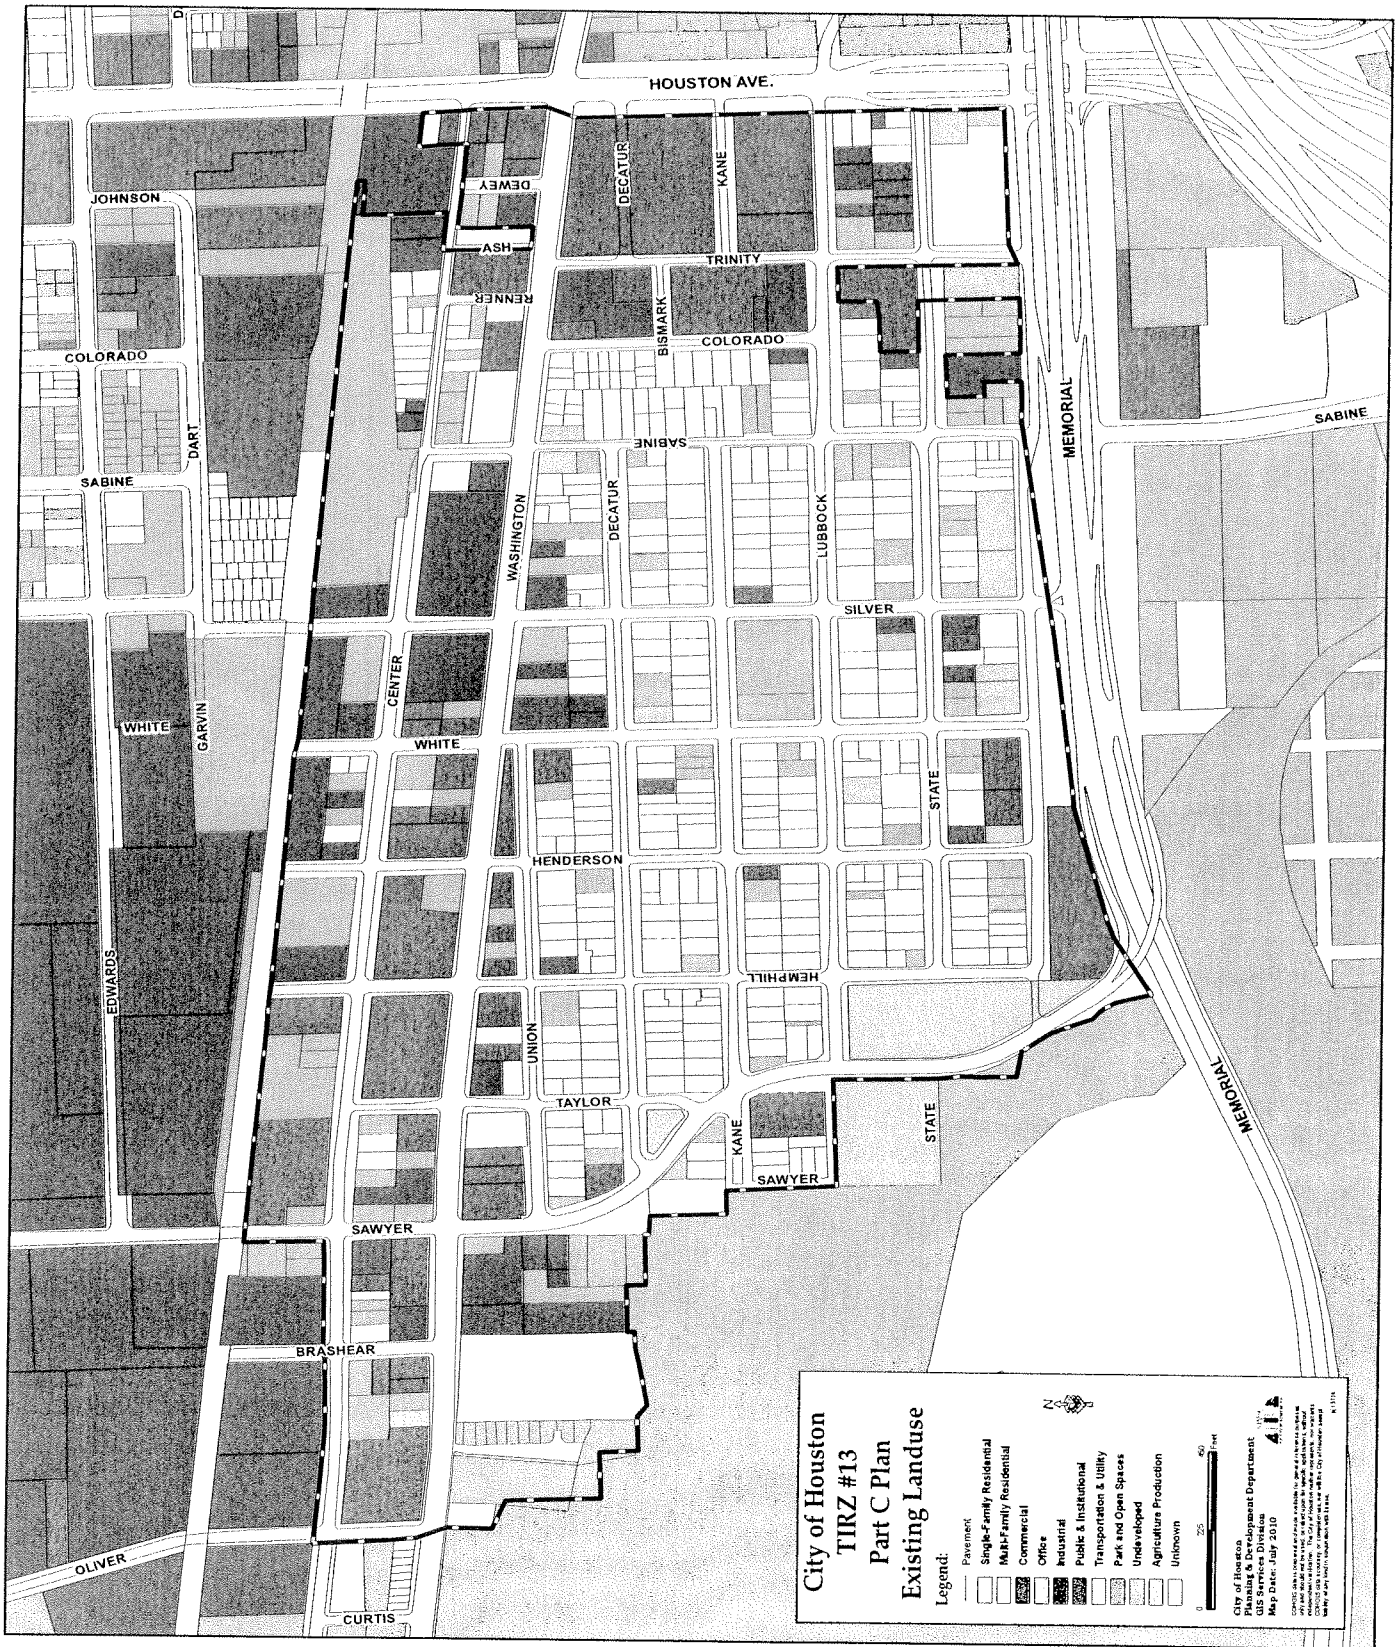 HOUSTON AVE.
D
JOHNSON
DEWEY
DECATUR
KANE
ASH
TRINITY
RENNER
BISMARK
COLORADO
COLORADO
DART
MEMORIAL
SABINE
SABINE
SABINE
WASHINGTON
DECATUR
LUBBOCK
SILVER
CENTER
WHITE
GARVIN
WHITE
STATE
HENDERSON
EDWARDS
HEMPHILL
UNION
TAYLOR
KANE
STATE
MEMORIAL
SAWYER
SAWYER
BRASHEAR
OLIVER
CURTIS
City of Houston
TIRZ #13
Part C Plan
Existing Landuse
Legend:
Pavement
Single-Family Residential
Multi-Family Residential
Commercial
Office
Industrial
Public & Institutional
Transportation & Utility
Park and Open Spaces
Undeveloped
Agriculture Production
Unknown
N
0 225 450
Feet
City of Houston
Planning & Development Department
GIS Services Division
Map Date: July 2010